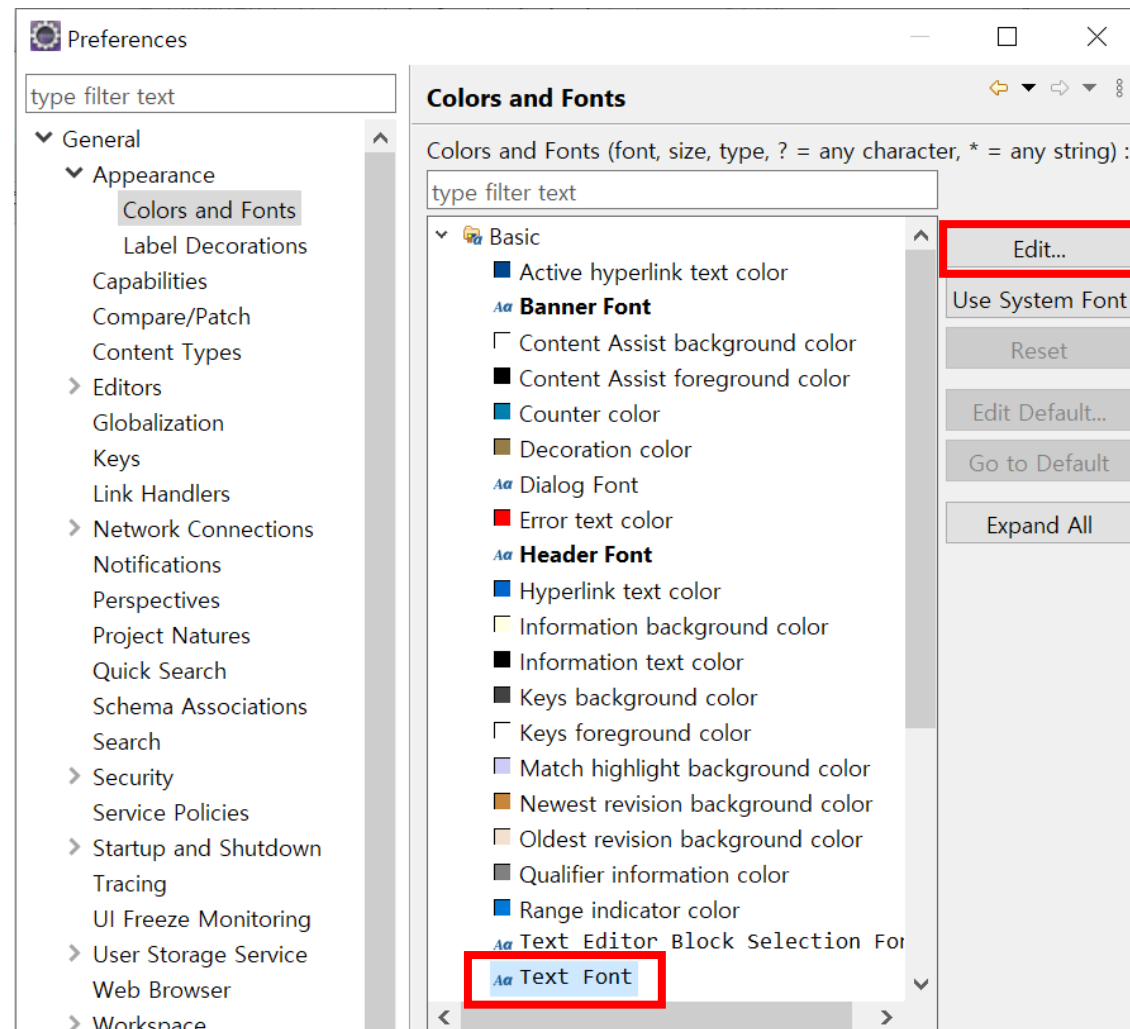 Preferences
type filter text
General
Appearance
Colors and Fonts
Label Decorations
Capabilities
Compare/Patch
Content Types
Editors
Globalization
Keys
Link Handlers
Network Connections
Notifications
Perspectives
Project Natures
Quick Search
Schema Associations
Search
Security
Service Policies
Startup and Shutdown
Tracing
UI Freeze Monitoring
User Storage Service
Web Browser
Workspace
Colors and Fonts
Colors and Fonts (font, size, type, ? = any character, * = any string) :
type filter text
Basic
Active hyperlink text color
Aa Banner Font
Content Assist background color
Content Assist foreground color
Counter color
Decoration color
Aa Dialog Font
Error text color
Aa Header Font
Hyperlink text color
Information background color
Information text color
Keys background color
Keys foreground color
Match highlight background color
Newest revision background color
Oldest revision background color
Qualifier information color
Range indicator color
Aa Text Editor Block Selection For
Aa Text Font
Edit...
Use System Font
Reset
Edit Default...
Go to Default
Expand All